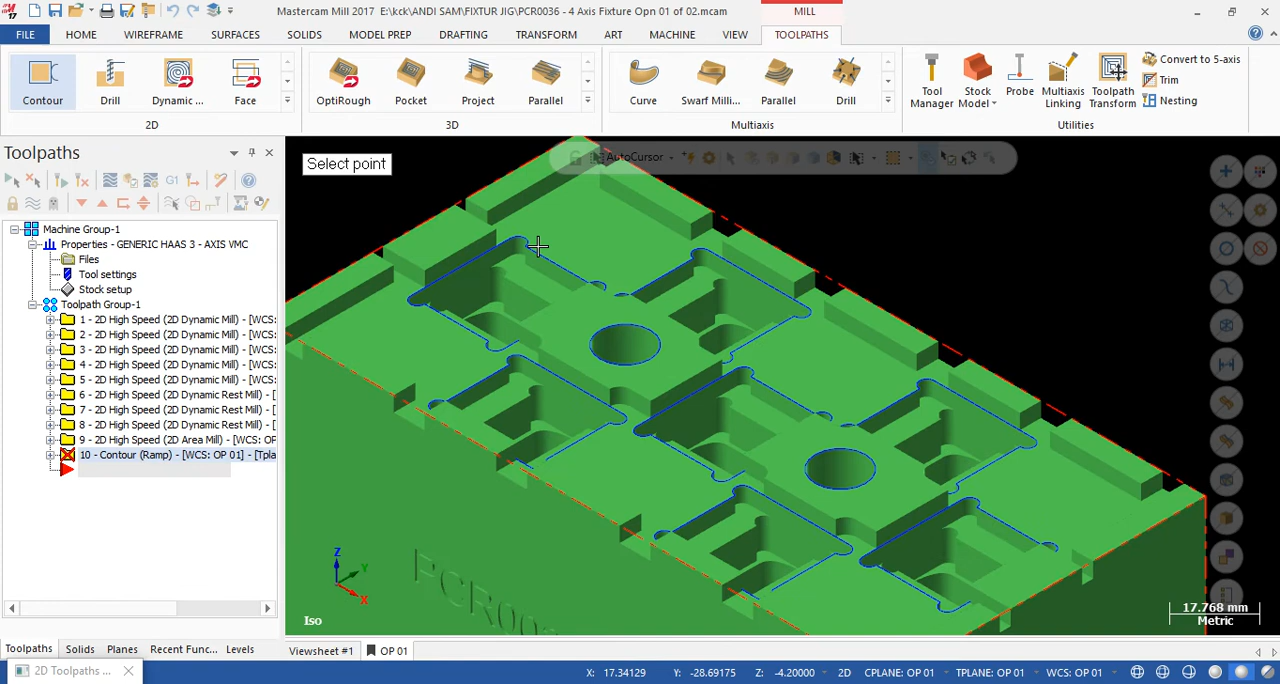 Mastercam Mill 2017 E:\kck\ANDI SAM\FIXTUR JIG\PCR0036 - 4 Axis Fixture Opn 01 of 02.mcam
MILL
17
FILE HOME WIREFRAME SURFACES SOLIDS MODEL PREP DRAFTING TRANSFORM ART MACHINE VIEW TOOLPATHS
Contour Drill Dynamic ... Face
2D
OptiRough Pocket Project Parallel
3D
Curve Swarf Milli... Parallel Drill
Multiaxis
Tool Manager
Stock Model
Probe
Multiaxis Linking
Toolpath Transform
Convert to 5-axis
Trim
Nesting
Utilities
Toolpaths
G1
Machine Group-1
Properties - GENERIC HAAS 3 - AXIS VMC
Files
Tool settings
Stock setup
Toolpath Group-1
1 - 2D High Speed (2D Dynamic Mill) - [WCS:
2 - 2D High Speed (2D Dynamic Mill) - [WCS:
3 - 2D High Speed (2D Dynamic Mill) - [WCS:
4 - 2D High Speed (2D Dynamic Mill) - [WCS:
5 - 2D High Speed (2D Dynamic Mill) - [WCS:
6 - 2D High Speed (2D Dynamic Rest Mill) - [
7 - 2D High Speed (2D Dynamic Rest Mill) - [
8 - 2D High Speed (2D Dynamic Rest Mill) - [
9 - 2D High Speed (2D Area Mill) - [WCS: OP
10 - Contour (Ramp) - [WCS: OP 01] - [Tpla
Select point
AutoCursor
Z
Y
X
Iso
17.768 mm
Metric
Toolpaths Solids Planes Recent Func... Levels
Viewsheet #1 OP 01
2D Toolpaths ...
X: 17.34129 Y: -28.69175 Z: -4.20000 2D CPLANE: OP 01 TPLANE: OP 01 WCS: OP 01